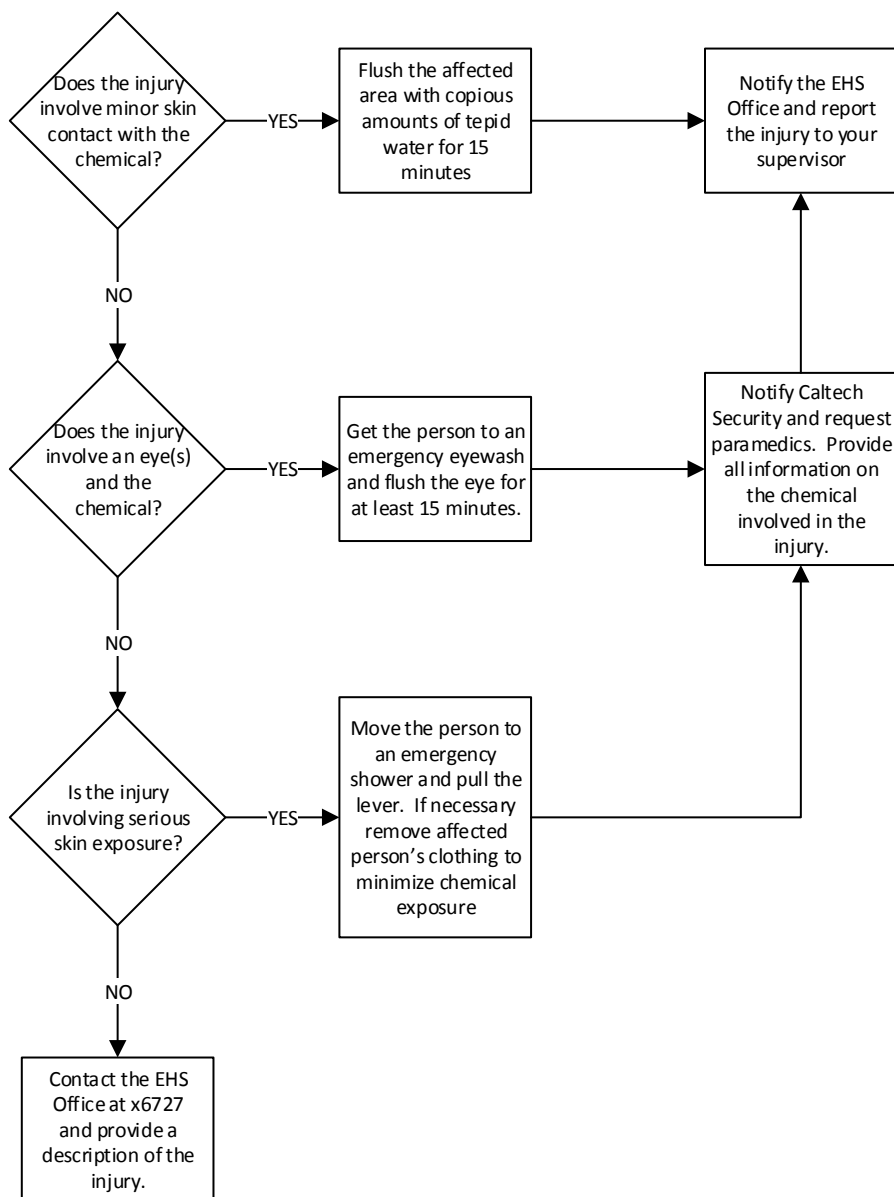 Does the injury
involve minor skin
contact with the
chemical?
YES
Flush the affected
area with copious
amounts of tepid
water for 15
minutes
Notify the EHS
Office and report
the injury to your
supervisor
NO
Does the injury
involve an eye(s)
and the
chemical?
YES
Get the person to an
emergency eyewash
and flush the eye for
at least 15 minutes.
Notify Caltech
Security and request
paramedics.  Provide
all information on
the chemical
involved in the
injury.
NO
Is the injury
involving serious
skin exposure?
YES
Move the person to
an emergency
shower and pull the
lever.  If necessary
remove affected
person’s clothing to
minimize chemical
exposure
NO
Contact the EHS
Office at x6727
and provide a
description of the
injury.